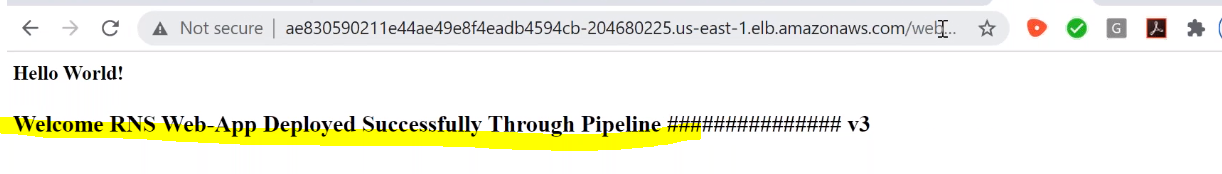 Not secure | ae830590211e44ae49e8f4eadb4594cb-204680225.us-east-1.elb.amazonaws.com/web...
G
Hello World!
Welcome RNS Web-App Deployed Successfully Through Pipeline ############### v3